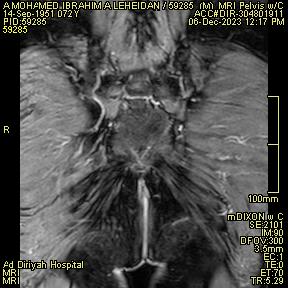 A MOHAMED,IBRAHIM A LEHEIDAN / 59285 (M) MRI Pelvis w/C
14-Sep-1951 072Y ACC#DIR-304801911
PID:59285 06-Dec-2023 12:17 PM
59285
R
100mm
mDIXON w C
SE:2101
IM:90
DFOV:300
3.5mm
Ad Diriyah Hospital EC:1
MRI TE:0
MRI ET:70
TR:5.29